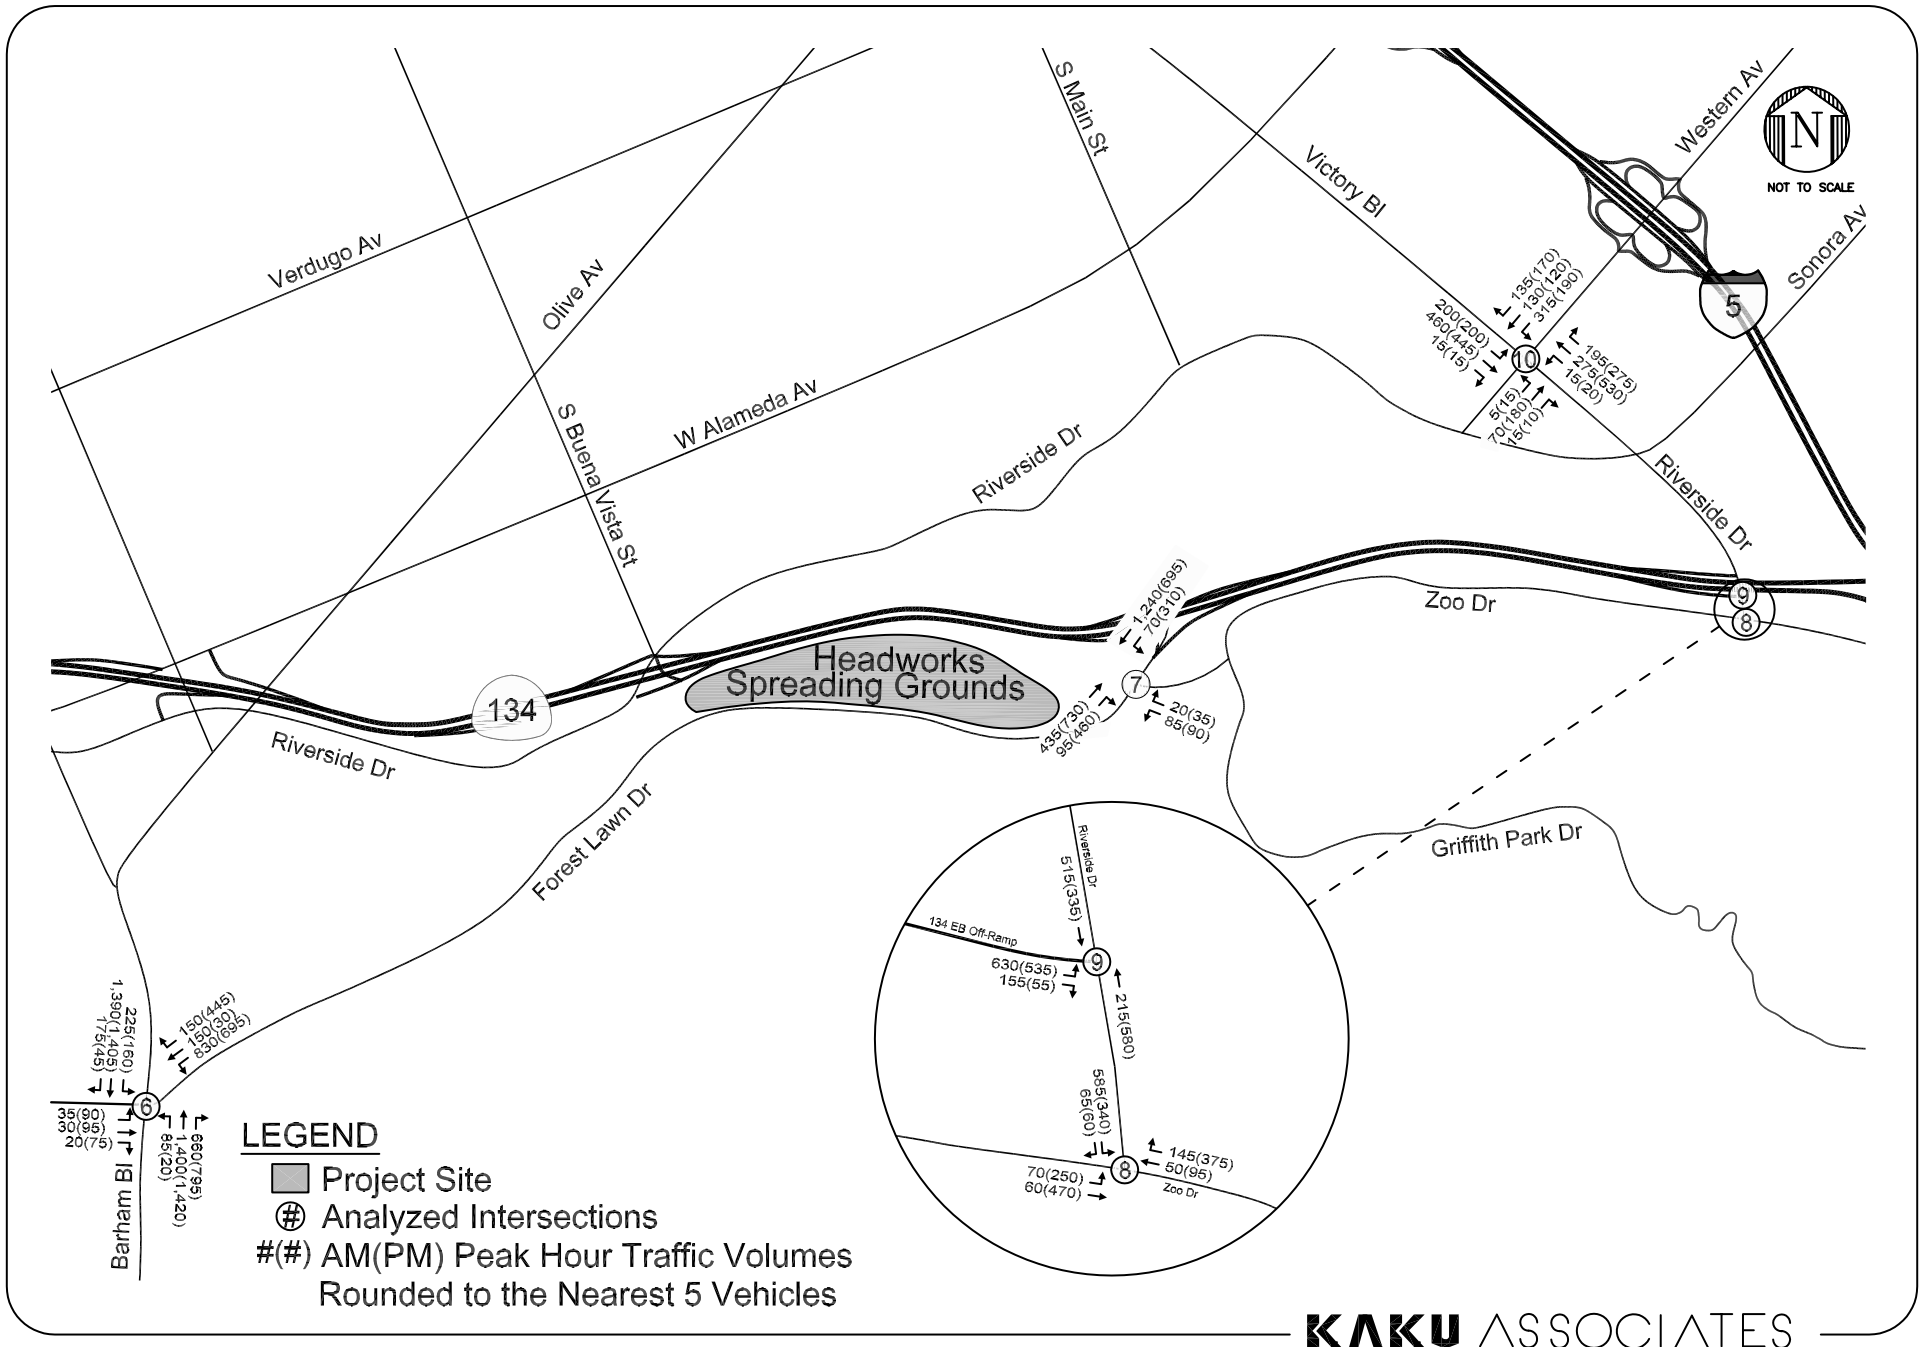 Verdugo Av
Olive Av
S Main St
Victory Bl
Western Av
N
NOT TO SCALE
Sonora Av
5
135(170)
130(120)
315(190)
200(200)
460(445)
15(15)
10
195(275)
275(530)
15(20)
5(15)
70(180)
15(10)
S Buena Vista St
W Alameda Av
Riverside Dr
Riverside Dr
1,240(695)
70(310)
Zoo Dr
9
8
Headworks
Spreading Grounds
7
134
435(730)
95(460)
20(35)
85(90)
Riverside Dr
Forest Lawn Dr
Griffith Park Dr
Riverside Dr
515(335)
134 EB Off-Ramp
9
630(535)
155(55)
215(580)
585(340)
65(60)
8
145(375)
50(95)
70(250)
60(470)
Zoo Dr
225(160)
1,390(1,405)
175(45)
150(445)
150(30)
830(695)
6
35(90)
30(95)
20(75)
660(795)
1,400(1,420)
85(20)
Barham Bl
LEGEND
Project Site
# Analyzed Intersections
#(#) AM(PM) Peak Hour Traffic Volumes
Rounded to the Nearest 5 Vehicles
KAKU ASSOCIATES